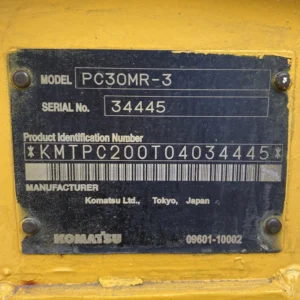 MODEL PC30MR-3
SERIAL No. 34445
Product Identification Number
*KMTPC200T04034445*
MANUFACTURER
Komatsu Ltd., Tokyo, Japan
KOMATSU 09601-10002